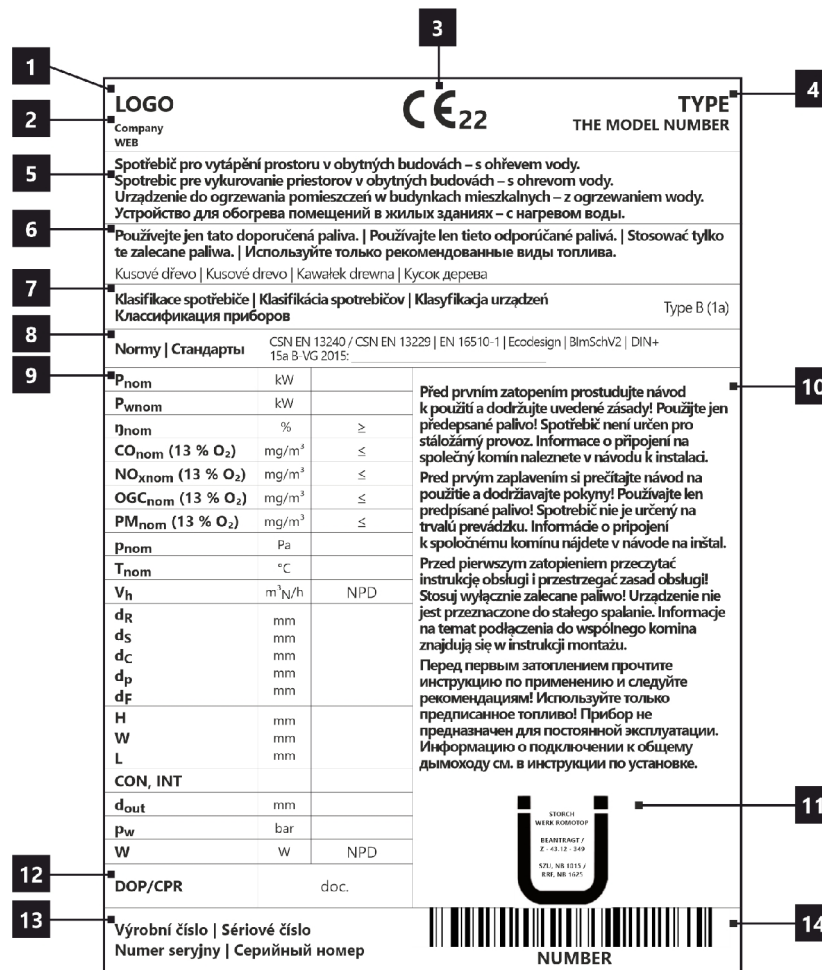 3
1
LOGO
CE22
TYPE
4
2
Company
WEB
THE MODEL NUMBER
5
Spotřebič pro vytápění prostoru v obytných budovách – s ohřevem vody.
Spotrebic pre vykurovanie priestorov v obytných budovách – s ohrevom vody.
Urządzenie do ogrzewania pomieszczeń w budynkach mieszkalnych – z ogrzewaniem wody.
Устройство для обогрева помещений в жилых зданиях – с нагревом воды.
6
Používejte jen tato doporučená paliva. | Používajte len tieto odporúčané palivá. | Stosować tylko
te zalecane paliwa. | Используйте только рекомендованные виды топлива.
Kusové dřevo | Kusové drevo | Kawałek drewna | Кусок дерева
7
Klasifikace spotřebiče | Klasifikácia spotrebičov | Klasyfikacja urządzeń
Классификация приборов
Type B (1a)
8
Normy | Стандарты
CSN EN 13240 / CSN EN 13229 | EN 16510-1 | Ecodesign | BImSchV2 | DIN+
15a B-VG 2015: ____________________
9
Pnom kW
Pwnom kW
ηnom % ≥
COnom (13 % O₂) mg/m³ ≤
NOxnom (13 % O₂) mg/m³ ≤
OGCnom (13 % O₂) mg/m³ ≤
PMnom (13 % O₂) mg/m³ ≤
pnom Pa
Tnom °C
Vh m³N/h NPD
dR mm
dS mm
dC mm
dP mm
dF mm
H mm
W mm
L mm
CON, INT
dout mm
pw bar
W W NPD
10
Před prvním zatopením prostudujte návod
k použití a dodržujte uvedené zásady! Použijte jen
předepsané palivo! Spotřebič není určen pro
stáložárný provoz. Informace o připojení na
společný komín naleznete v návodu k instalaci.
Pred prvým zaplavením si prečítajte návod na
použitie a dodržiavajte pokyny! Používajte len
predpísané palivo! Spotrebič nie je určený na
trvalú prevádzku. Informácie o pripojení
k spoločnému komínu nájdete v návode na inštal.
Przed pierwszym zatopieniem przeczytać
instrukcję obsługi i przestrzegać zasad obsługi!
Stosuj wyłącznie zalecane paliwo! Urządzenie nie
jest przeznaczone do stałego spalanie. Informacje
na temat podłączenia do wspólnego komina
znajdują się w instrukcji montażu.
Перед первым затоплением прочтите
инструкцию по применению и следуйте
рекомендациям! Используйте только
предписанное топливо! Прибор не
предназначен для постоянной эксплуатации.
Информацию о подключении к общему
дымоходу см. в инструкции по установке.
11
STORCH
WERK ROMOTOP
BEANTRAGT /
Z - 43.12 - 349
SZU, NB 1015 /
RRF, NB 1625
12
DOP/CPR doc.
13
Výrobní číslo | Sériové číslo
Numer seryjny | Серийный номер
14
NUMBER